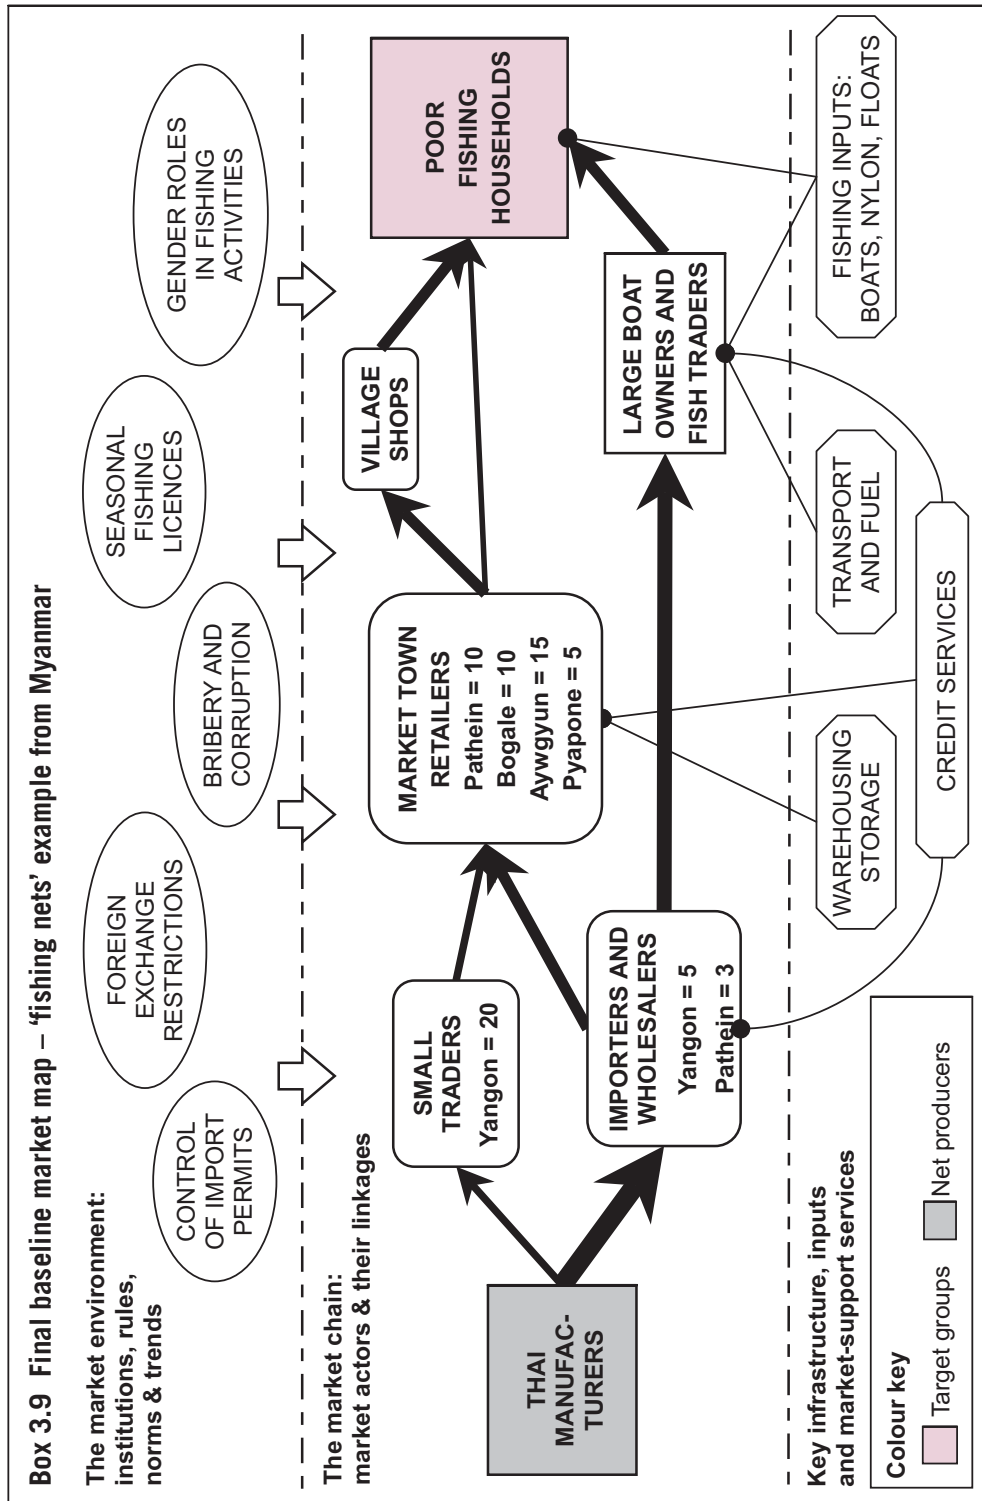 Box 3.9 Final baseline market map – ‘fishing nets’ example from Myanmar
The market environment:
institutions, rules,
norms & trends
CONTROL
OF IMPORT
PERMITS
FOREIGN
EXCHANGE
RESTRICTIONS
BRIBERY AND
CORRUPTION
SEASONAL
FISHING
LICENCES
GENDER ROLES
IN FISHING
ACTIVITIES
The market chain:
market actors & their linkages
THAI
MANUFAC-
TURERS
SMALL
TRADERS
Yangon = 20
IMPORTERS AND
WHOLESALERS
Yangon = 5
Pathein = 3
MARKET TOWN
RETAILERS
Pathein = 10
Bogale = 10
Aywgyun = 15
Pyapone = 5
VILLAGE
SHOPS
LARGE BOAT
OWNERS AND
FISH TRADERS
POOR
FISHING
HOUSEHOLDS
Key infrastructure, inputs
and market-support services
WAREHOUSING
STORAGE
TRANSPORT
AND FUEL
FISHING INPUTS:
BOATS, NYLON, FLOATS
CREDIT SERVICES
Colour key
Target groups
Net producers